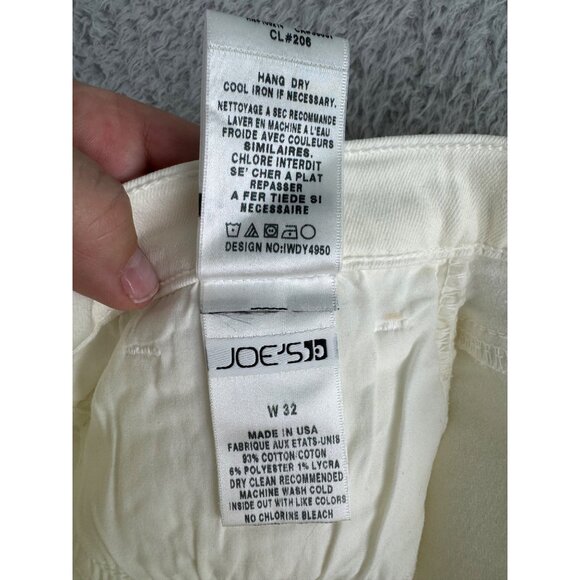 CL#206
HANG DRY
COOL IRON IF NECESSARY.
NETTOYAGE A SEC RECOMMANDE
LAVER EN MACHINE A L'EAU
FROIDE AVEC COULEURS
SIMILAIRES.
CHLORE INTERDIT
SE' CHER A PLAT
REPASSER
A FER TIEDE SI
NECESSAIRE
DESIGN NO:IWDY4950
JOE'S
W 32
MADE IN USA
FABRIQUE AUX ETATS-UNIS
93% COTTON/COTON
6% POLYESTER 1% LYCRA
DRY CLEAN RECOMMENDED
MACHINE WASH COLD
INSIDE OUT WITH LIKE COLORS
NO CHLORINE BLEACH